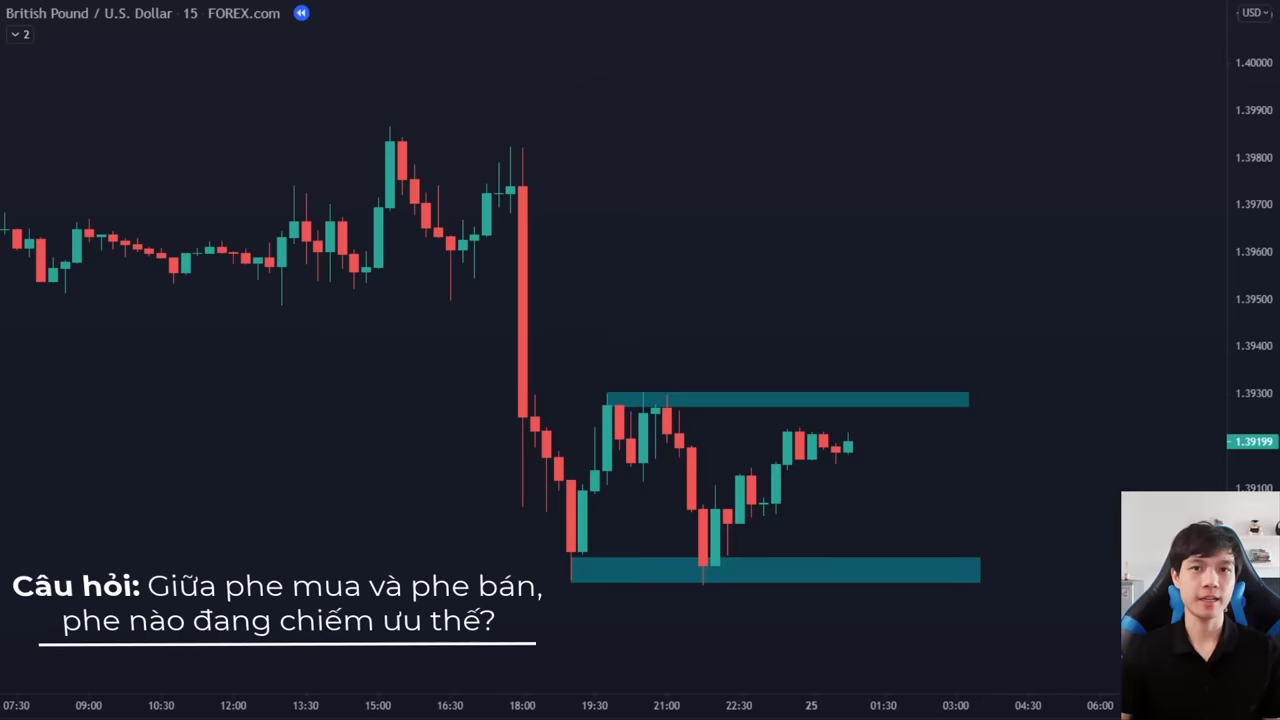 British Pound / U.S. Dollar · 15 FOREX.com
2
USD
1.40000
1.39900
1.39800
1.39700
1.39600
1.39500
1.39400
1.39300
1.39199
1.39100
Câu hỏi: Giữa phe mua và phe bán,
phe nào đang chiếm ưu thế?
07:30 09:00 10:30 12:00 13:30 15:00 16:30 18:00 19:30 21:00 22:30 25 01:30 03:00 04:30 06:00